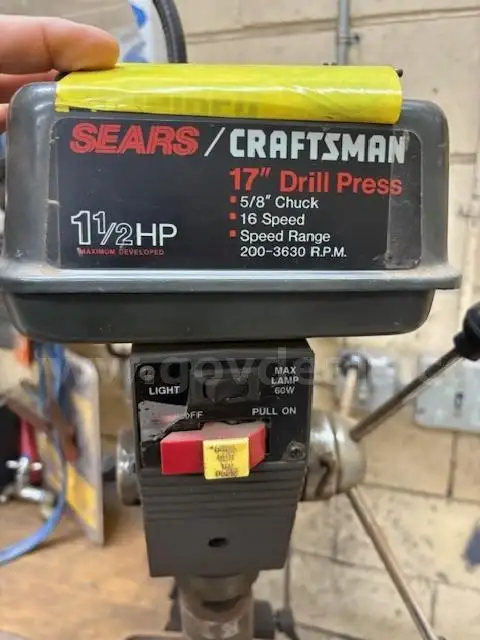 SEARS / CRAFTSMAN
17" Drill Press
5/8" Chuck
16 Speed
Speed Range
200-3630 R.P.M.
1 1/2 HP
MAXIMUM DEVELOPED
LIGHT
MAX
LAMP
60W
OFF
PULL ON